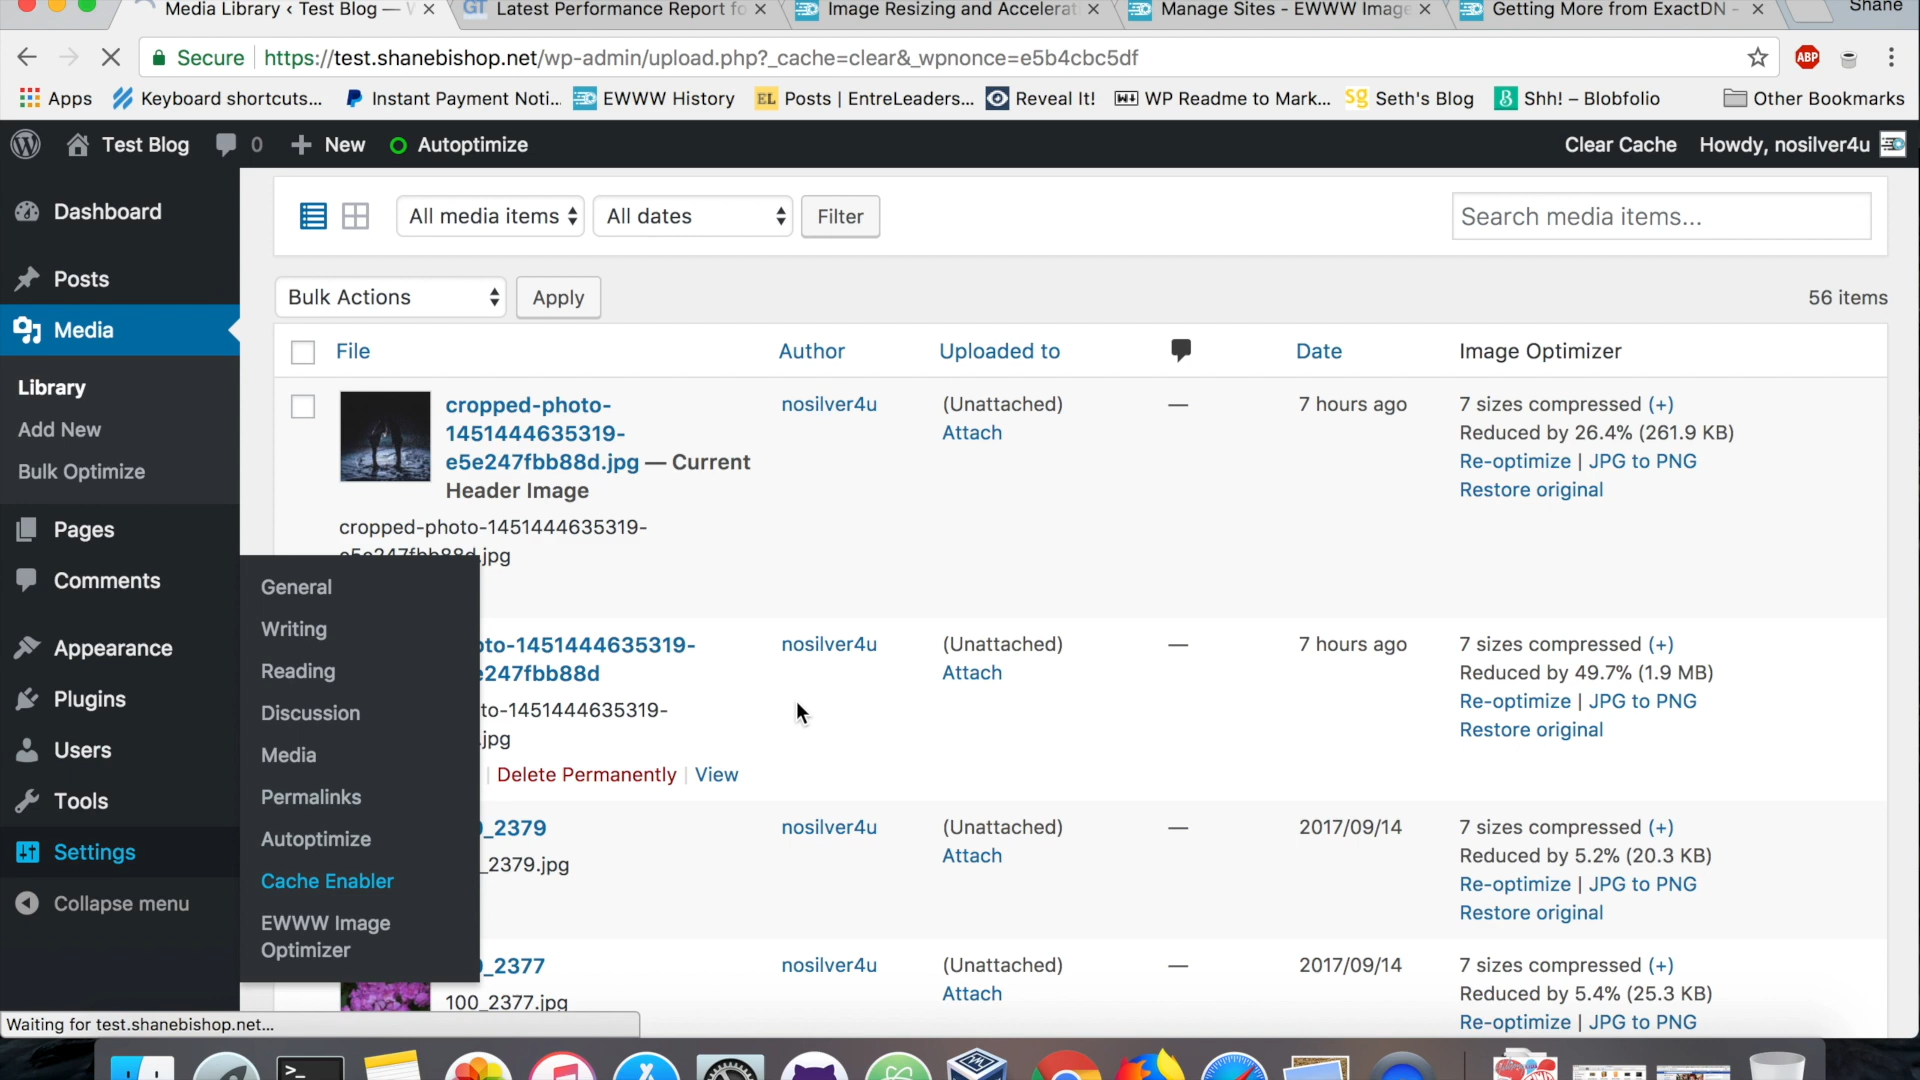 Media Library ‹ Test Blog —
Latest Performance Report fo
Image Resizing and Accelerat
Manage Sites - EWWW Image
Getting More from ExactDN -
Shane
Secure
https://test.shanebishop.net/wp-admin/upload.php?_cache=clear&_wpnonce=e5b4cbc5df
ABP
Apps
Keyboard shortcuts...
Instant Payment Noti...
EWWW History
EL Posts | EntreLeaders...
Reveal It!
WP Readme to Mark...
Sg Seth's Blog
Shh! – Blobfolio
Other Bookmarks
Test Blog
0
New
Autoptimize
Clear Cache
Howdy, nosilver4u
Dashboard
Posts
Media
Library
Add New
Bulk Optimize
Pages
Comments
Appearance
Plugins
Users
Tools
Settings
Collapse menu
General
Writing
Reading
Discussion
Media
Permalinks
Autoptimize
Cache Enabler
EWWW Image
Optimizer
All media items
All dates
Filter
Search media items...
Bulk Actions
Apply
56 items
File
Author
Uploaded to
Date
Image Optimizer
cropped-photo-
1451444635319-
e5e247fbb88d.jpg — Current
Header Image
cropped-photo-1451444635319-
e5e247fbb88d.jpg
nosilver4u
(Unattached)
Attach
—
7 hours ago
7 sizes compressed (+)
Reduced by 26.4% (261.9 KB)
Re-optimize | JPG to PNG
Restore original
oto-1451444635319-
e247fbb88d
to-1451444635319-
.jpg
Delete Permanently | View
nosilver4u
(Unattached)
Attach
—
7 hours ago
7 sizes compressed (+)
Reduced by 49.7% (1.9 MB)
Re-optimize | JPG to PNG
Restore original
_2379
_2379.jpg
nosilver4u
(Unattached)
Attach
—
2017/09/14
7 sizes compressed (+)
Reduced by 5.2% (20.3 KB)
Re-optimize | JPG to PNG
Restore original
_2377
100_2377.jpg
nosilver4u
(Unattached)
Attach
—
2017/09/14
7 sizes compressed (+)
Reduced by 5.4% (25.3 KB)
Re-optimize | JPG to PNG
Waiting for test.shanebishop.net...